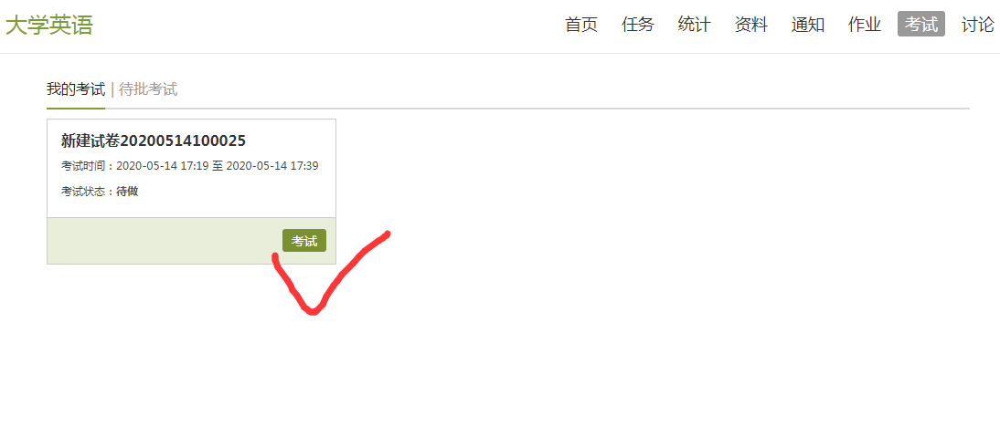 大学英语
首页 任务 统计 资料 通知 作业 考试 讨论
我的考试 | 待批考试
新建试卷20200514100025
考试时间：2020-05-14 17:19 至 2020-05-14 17:39
考试状态：待做
考试